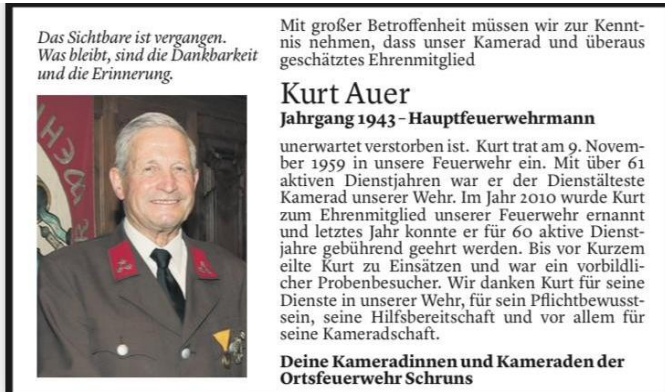 Das Sichtbare ist vergangen.
Was bleibt, sind die Dankbarkeit
und die Erinnerung.
Mit großer Betroffenheit müssen wir zur Kennt-
nis nehmen, dass unser Kamerad und überaus
geschätztes Ehrenmitglied
Kurt Auer
Jahrgang 1943 – Hauptfeuerwehrmann
unerwartet verstorben ist. Kurt trat am 9. Novem-
ber 1959 in unsere Feuerwehr ein. Mit über 61
aktiven Dienstjahren war er der Dienstälteste
Kamerad unserer Wehr. Im Jahr 2010 wurde Kurt
zum Ehrenmitglied unserer Feuerwehr ernannt
und letztes Jahr konnte er für 60 aktive Dienst-
jahre gebührend geehrt werden. Bis vor Kurzem
eilte Kurt zu Einsätzen und war ein vorbildli-
cher Probenbesucher. Wir danken Kurt für seine
Dienste in unserer Wehr, für sein Pflichtbewusst-
sein, seine Hilfsbereitschaft und vor allem für
seine Kameradschaft.
Deine Kameradinnen und Kameraden der
Ortsfeuerwehr Schruns